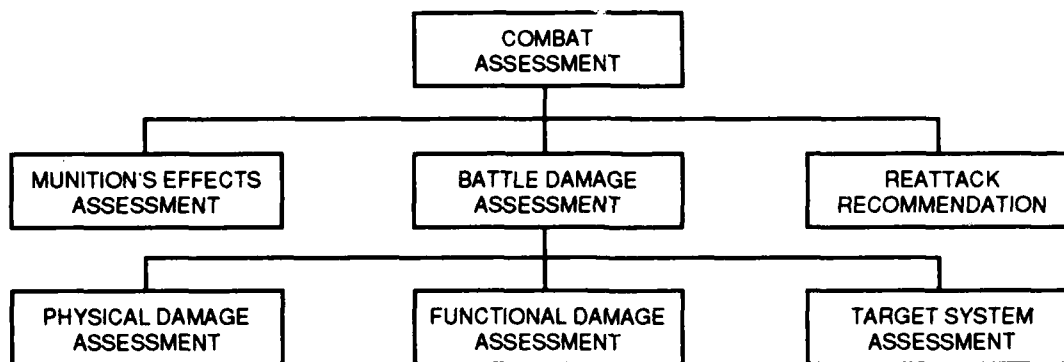 COMBAT
ASSESSMENT
MUNITION'S EFFECTS
ASSESSMENT
BATTLE DAMAGE
ASSESSMENT
REATTACK
RECOMMENDATION
PHYSICAL DAMAGE
ASSESSMENT
FUNCTIONAL DAMAGE
ASSESSMENT
TARGET SYSTEM
ASSESSMENT